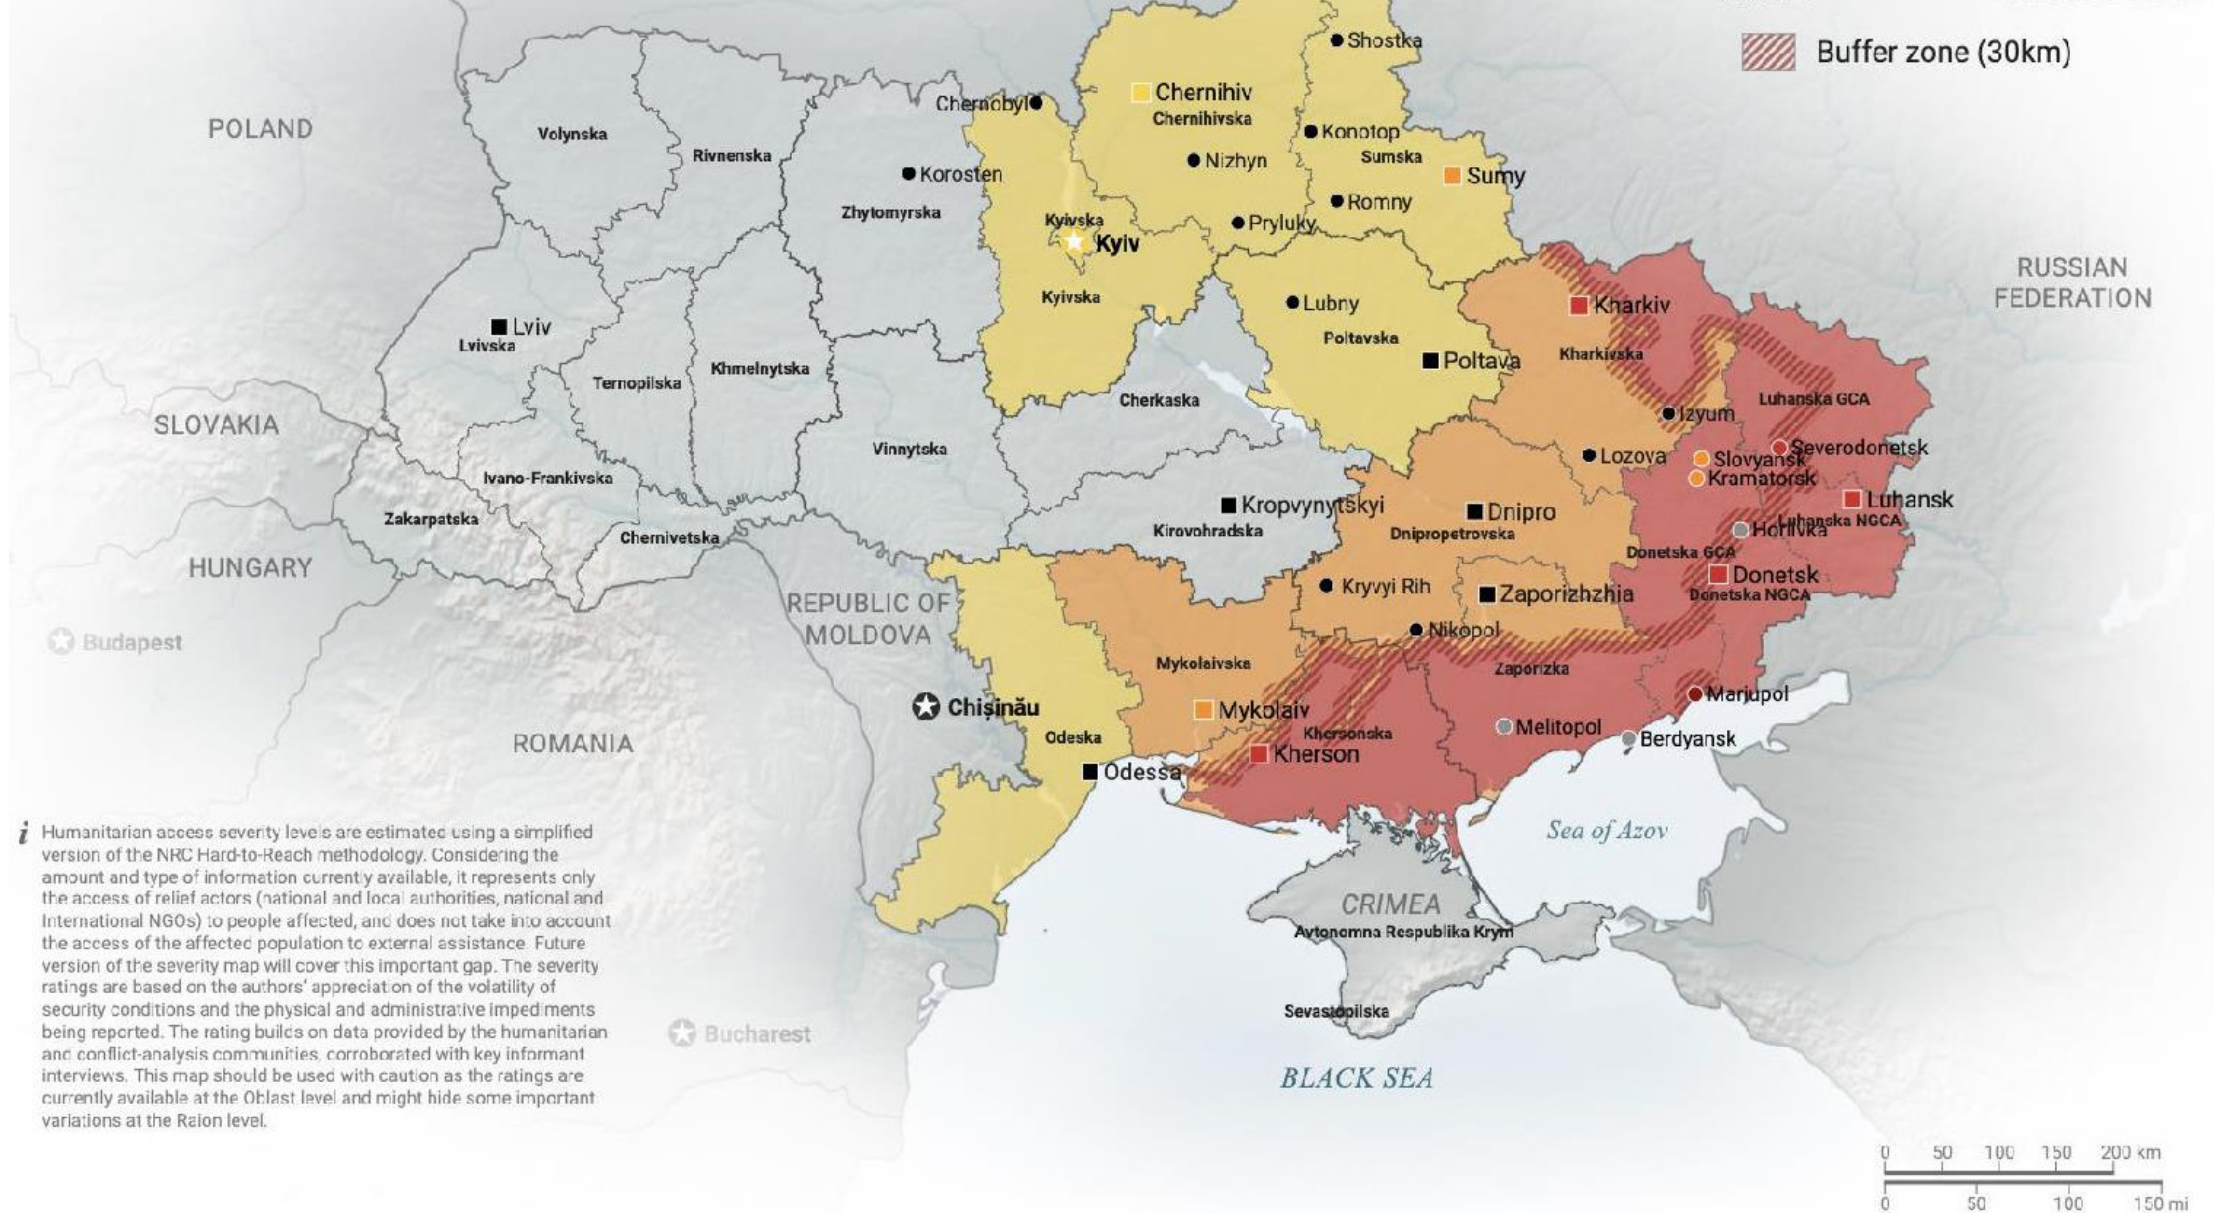 Shostka
Buffer zone (30km)
Chernobyl
Chernihiv
Chernihivska
POLAND
Volynska
Rivnenska
Konotop
Sumska
Nizhyn
Korosten
Sumy
Zhytomyrska
Romny
Kyivska
Pryluky
Kyiv
RUSSIAN
FEDERATION
Kyivska
Lubny
Kharkiv
Lviv
Lvivska
Poltavska
Kharkivska
Poltava
Khmelnytska
Ternopilska
Cherkaska
Luhanska GCA
Izyum
SLOVAKIA
Vinnytska
Severodonetsk
Lozova
Slovyansk
Ivano-Frankivska
Kramatorsk
Luhansk
Kropvynytskyi
Dnipro
Zakarpatska
Luhanska NGCA
Horlivka
Kirovohradska
Dnipropetrovska
Chernivetska
Donetska GCA
HUNGARY
Donetsk
Kryvyi Rih
Zaporizhzhia
Donetska NGCA
REPUBLIC OF
MOLDOVA
Nikopol
Budapest
Mykolaivska
Zaporizka
Mariupol
Chișinău
Mykolaiv
Melitopol
Khersonska
Berdyansk
Odeska
ROMANIA
Kherson
Odessa
Sea of Azov
i Humanitarian access severity levels are estimated using a simplified
version of the NRC Hard-to-Reach methodology. Considering the
amount and type of information currently available, it represents only
the access of relief actors (national and local authorities, national and
International NGOs) to people affected, and does not take into account
the access of the affected population to external assistance. Future
version of the severity map will cover this important gap. The severity
ratings are based on the authors' appreciation of the volatility of
security conditions and the physical and administrative impediments
being reported. The rating builds on data provided by the humanitarian
and conflict-analysis communities, corroborated with key informant
interviews. This map should be used with caution as the ratings are
currently available at the Oblast level and might hide some important
variations at the Raion level.
CRIMEA
Avtonomna Respublika Krym
Sevastopilska
Bucharest
BLACK SEA
0 50 100 150 200 km
0 50 100 150 mi